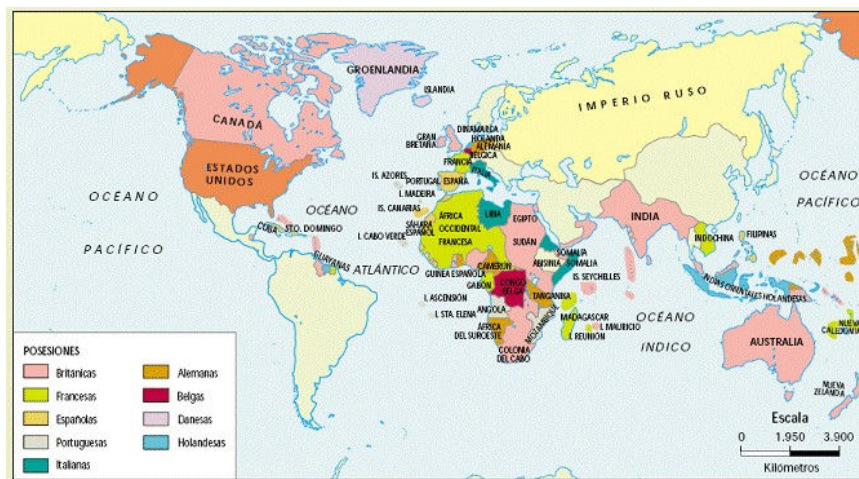 GROENLANDIA
ISLANDIA
IMPERIO RUSO
CANADÁ
GRAN
BRETAÑA
DINAMARCA
HOLANDA
ALEMANIA
BÉLGICA
FRANCIA
ITALIA
ESTADOS
UNIDOS
IS. AZORES
PORTUGAL
ESPAÑA
I. MADEIRA
OCÉANO
PACÍFICO
OCÉANO
ATLÁNTICO
OCÉANO
PACÍFICO
IS. CANARIAS
CUBA
STO. DOMINGO
I. CABO VERDE
SÁHARA
ESPAÑOL
ÁFRICA
OCCIDENTAL
FRANCESA
LIBIA
EGIPTO
SUDÁN
INDIA
INDOCHINA
FILIPINAS
GUAYANAS
SOMALIA
ABISINIA
SOMALIA
IS. SEYCHELLES
CAMERÚN
GUINEA ESPAÑOLA
GABÓN
CONGO
BELGA
TANGANIKA
INDIAS ORIENTALES HOLANDESAS
I. ASCENSIÓN
I. STA. ELENA
ANGOLA
ÁFRICA
DEL SUROESTE
MOZAMBIQUE
MADAGASCAR
I. MAURICIO
I. REUNIÓN
COLONIA
DEL CABO
OCÉANO
ÍNDICO
NUEVA
CALEDONIA
AUSTRALIA
NUEVA
ZELANDA
POSESIONES
Británicas
Francesas
Españolas
Portuguesas
Italianas
Alemanas
Belgas
Danesas
Holandesas
Escala
0 1.950 3.900
Kilómetros